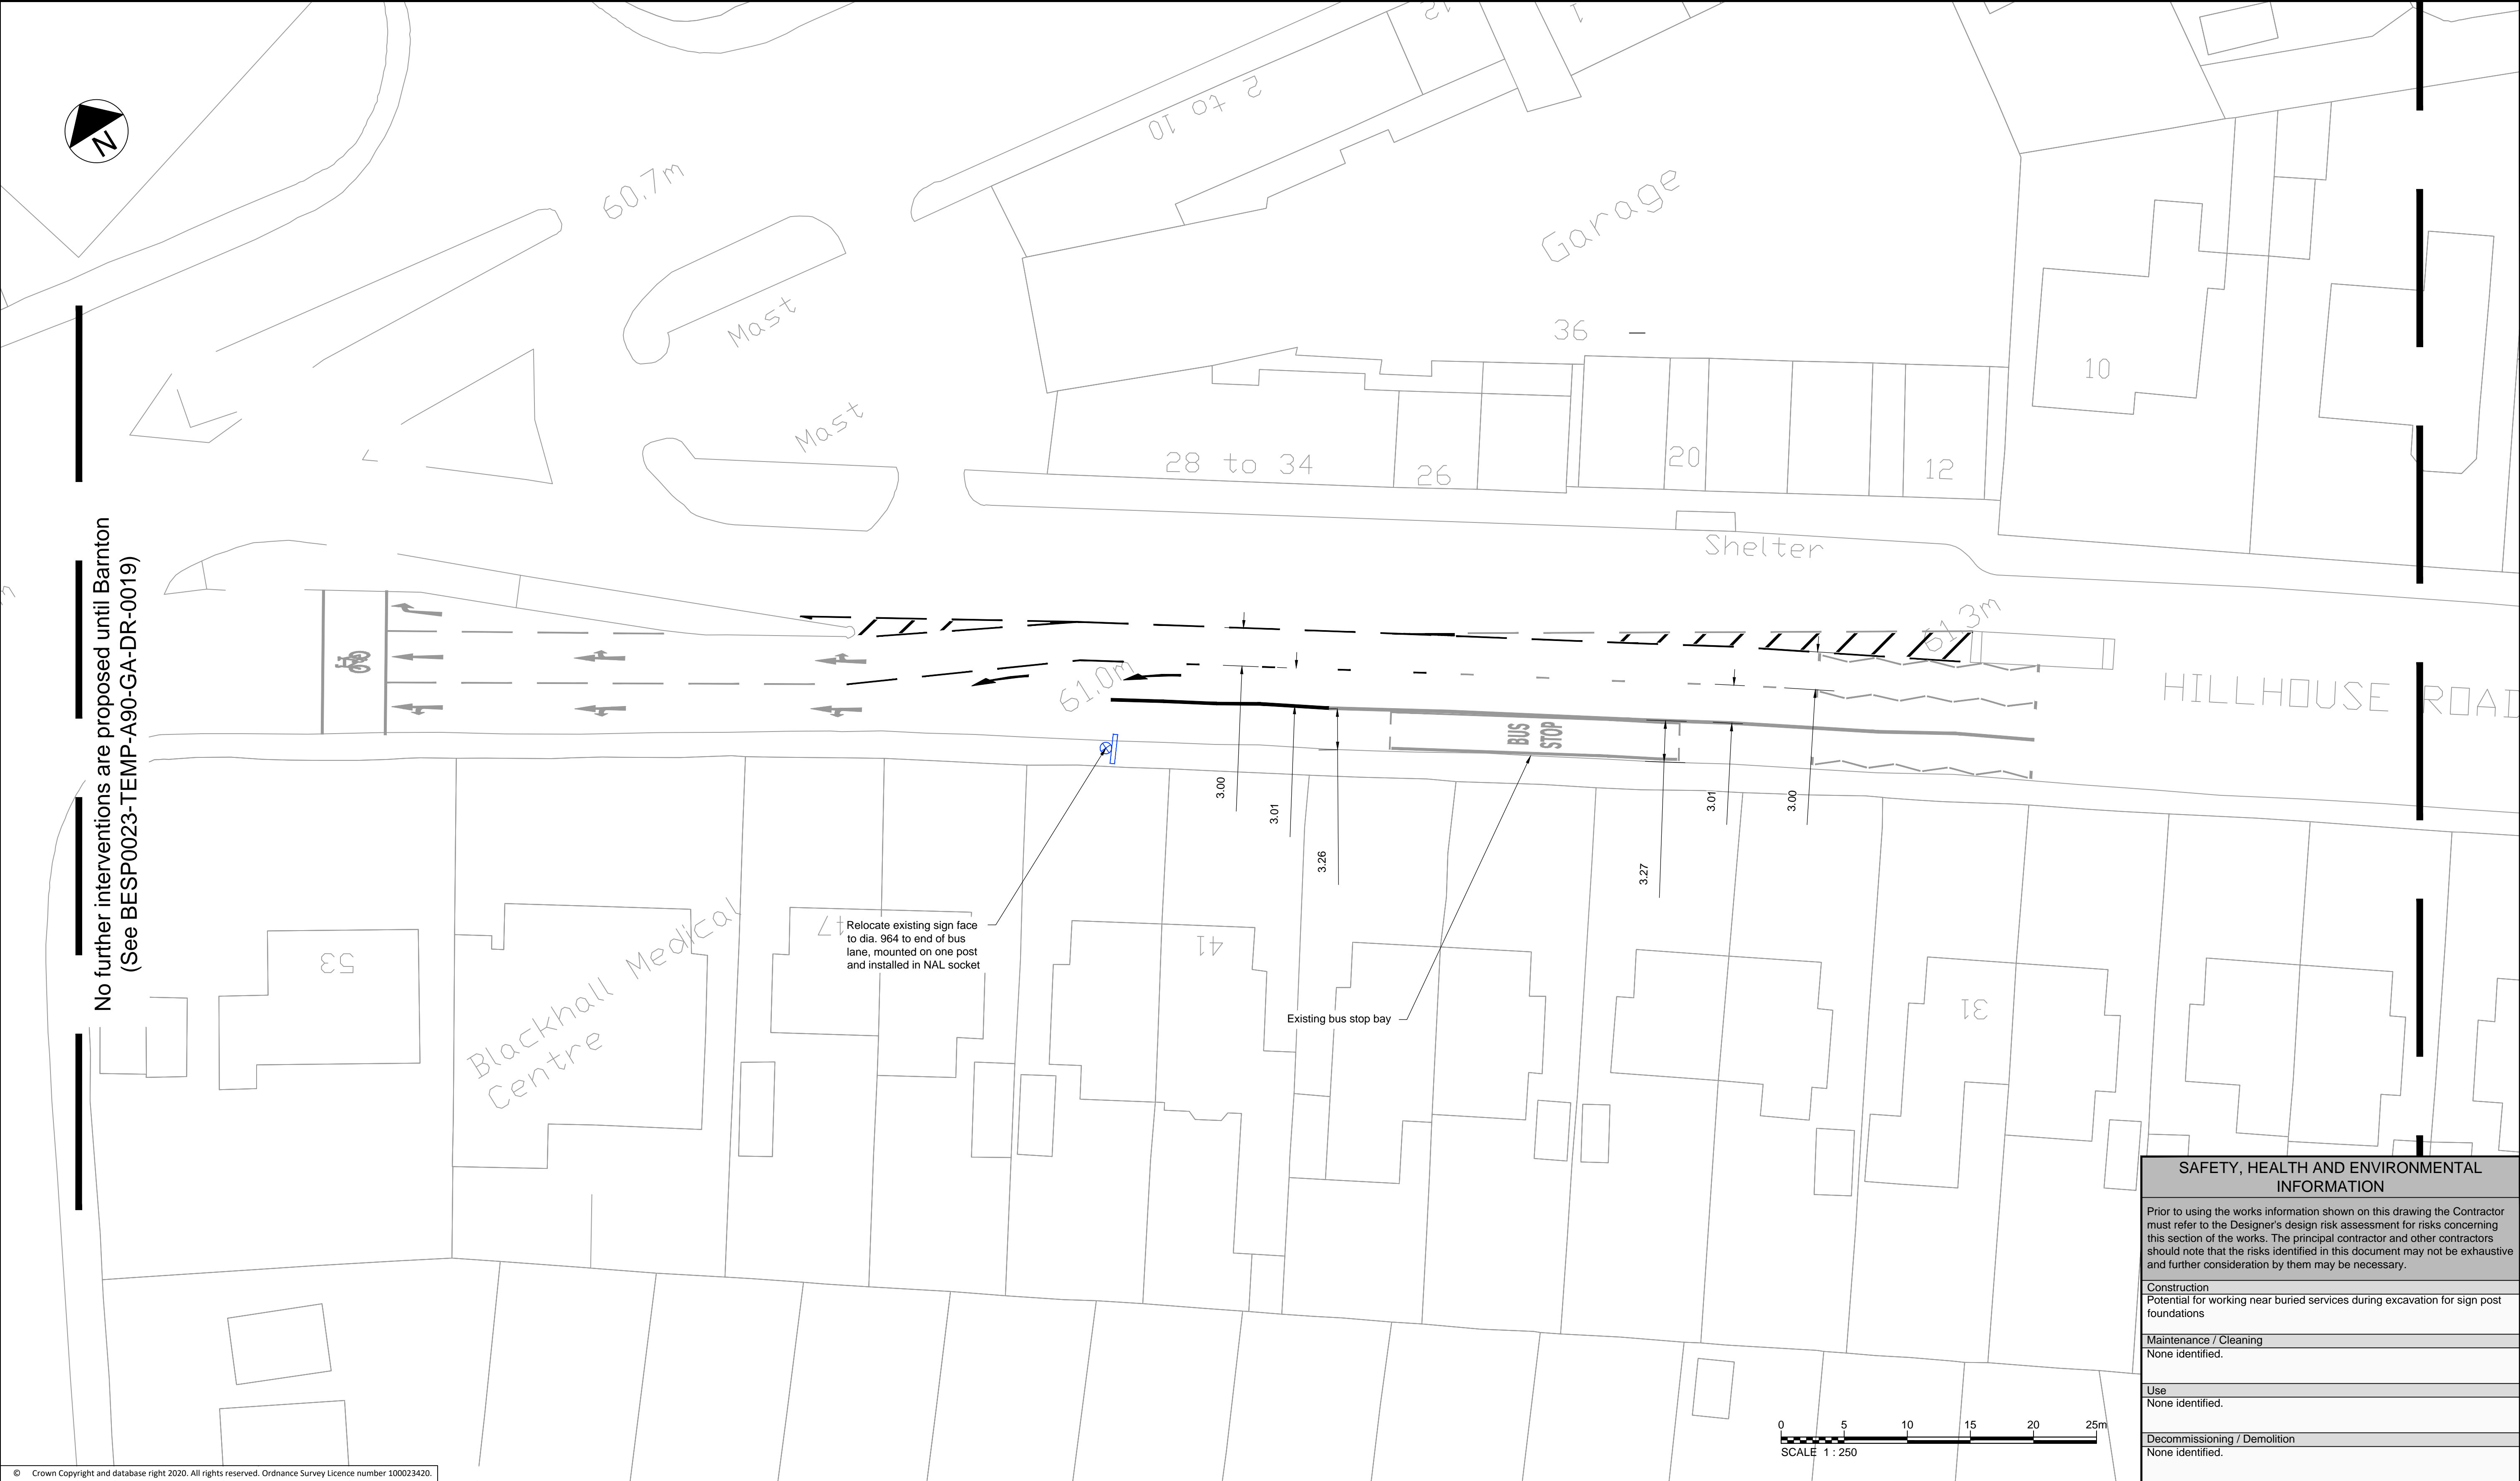 12
1
2 to 10
N
60.7m
Garage
Mast
36 –
10
Mast
28 to 34
26
20
12
Shelter
No further interventions are proposed until Barnton
(See BESP0023-TEMP-A90-GA-DR-0019)
61.3m
61.0m
HILLHOUSE ROAD
BUS
STOP
3.00
3.01
3.26
3.27
3.01
3.00
Relocate existing sign face
to dia. 964 to end of bus
lane, mounted on one post
and installed in NAL socket
Existing bus stop bay
53
Blackhall Medical
Centre
47
41
31
SAFETY, HEALTH AND ENVIRONMENTAL
INFORMATION
Prior to using the works information shown on this drawing the Contractor
must refer to the Designer's design risk assessment for risks concerning
this section of the works. The principal contractor and other contractors
should note that the risks identified in this document may not be exhaustive
and further consideration by them may be necessary.
Construction
Potential for working near buried services during excavation for sign post
foundations
Maintenance / Cleaning
None identified.
Use
None identified.
Decommissioning / Demolition
None identified.
0 5 10 15 20 25m
SCALE 1 : 250
© Crown Copyright and database right 2020. All rights reserved. Ordnance Survey Licence number 100023420.